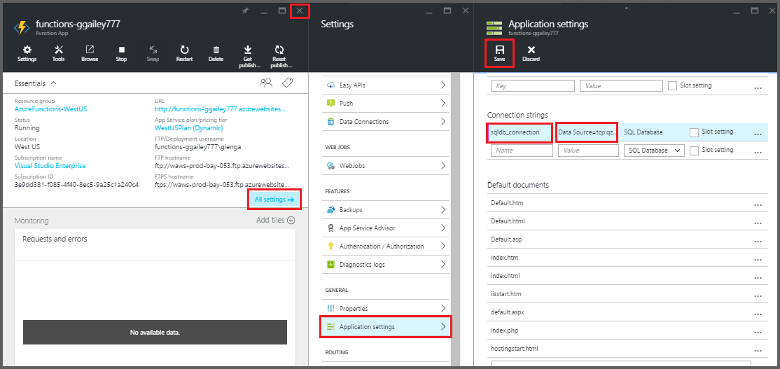 functions-ggailey777
Function App
Settings
Tools
Browse
Stop
Swap
Restart
Delete
Get publish...
Reset publish...
Essentials
Resource group
AzureFunctions-WestUS
Status
Running
Location
West US
Subscription name
Visual Studio Enterprise
Subscription ID
3e9dd381-f085-4f40-8ec5-9a25c1a240c4
URL
http://functions-ggailey777.azurewebsites...
App Service plan/pricing tier
WestUSPlan (Dynamic)
FTP/Deployment username
functions-ggailey777\glenga
FTP hostname
ftp://waws-prod-bay-053.ftp.azurewebsites...
FTPS hostname
ftps://waws-prod-bay-053.ftp.azurewebsites...
All settings
Monitoring
Add tiles
Requests and errors
No available data.
Settings
Easy APIs
Push
Data Connections
WEB JOBS
WebJobs
FEATURES
Backups
App Service Advisor
Authentication / Authorization
Diagnostics logs
GENERAL
Properties
Application settings
ROUTING
Application settings
functions-ggailey777
Save
Discard
Key
Value
Slot setting
...
Connection strings
sqldb_connection
Data Source=tcp:qz.
SQL Database
Slot setting
...
Name
Value
SQL Database
Slot setting
...
Default documents
Default.htm
...
Default.html
...
Default.asp
...
index.htm
...
index.html
...
iisstart.htm
...
default.aspx
...
index.php
...
hostingstart.html
...